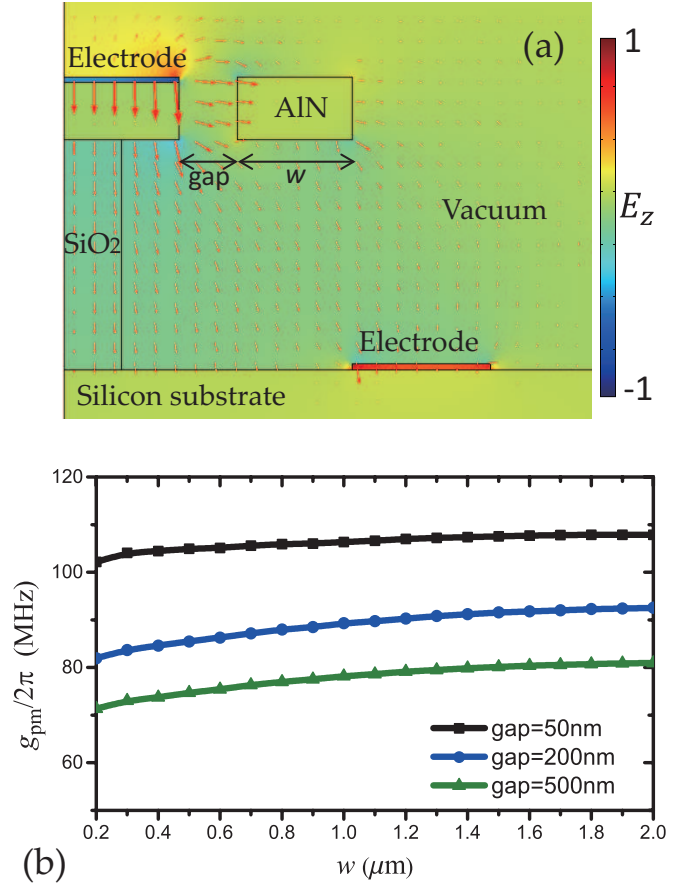 (a)
Electrode
AlN
gap
w
SiO2
Vacuum
Electrode
Silicon substrate
1
Ez
-1
120
100
80
60
gpm/2π (MHz)
gap=50nm
gap=200nm
gap=500nm
0.2 0.4 0.6 0.8 1.0 1.2 1.4 1.6 1.8 2.0
w (μm)
(b)